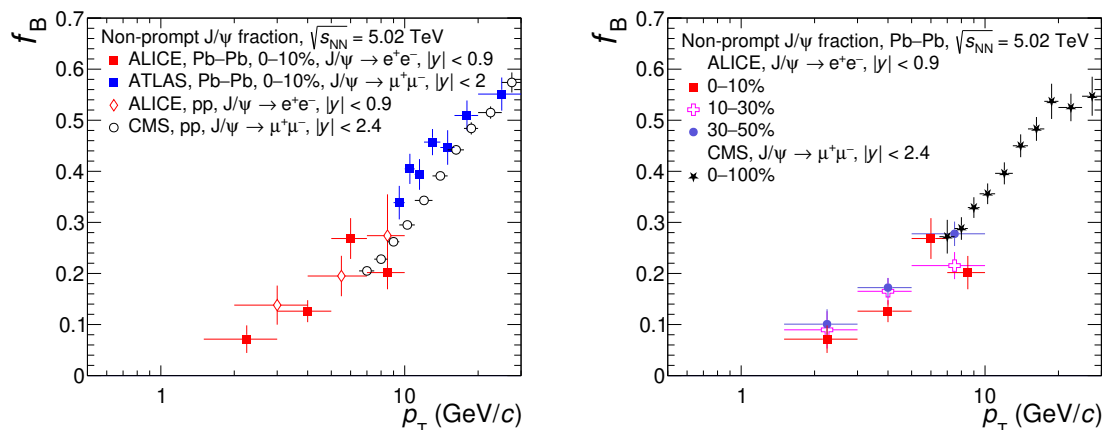 f_B
0.7
0.6
0.5
0.4
0.3
0.2
0.1
0
Non-prompt J/ψ fraction, √s_NN = 5.02 TeV
ALICE, Pb−Pb, 0−10%, J/ψ → e⁺e⁻, |y| < 0.9
ATLAS, Pb−Pb, 0−10%, J/ψ → μ⁺μ⁻, |y| < 2
ALICE, pp, J/ψ → e⁺e⁻, |y| < 0.9
CMS, pp, J/ψ → μ⁺μ⁻, |y| < 2.4
1
10
p_T (GeV/c)
f_B
0.7
0.6
0.5
0.4
0.3
0.2
0.1
0
Non-prompt J/ψ fraction, Pb−Pb, √s_NN = 5.02 TeV
ALICE, J/ψ → e⁺e⁻, |y| < 0.9
0−10%
10−30%
30−50%
CMS, J/ψ → μ⁺μ⁻, |y| < 2.4
0−100%
1
10
p_T (GeV/c)